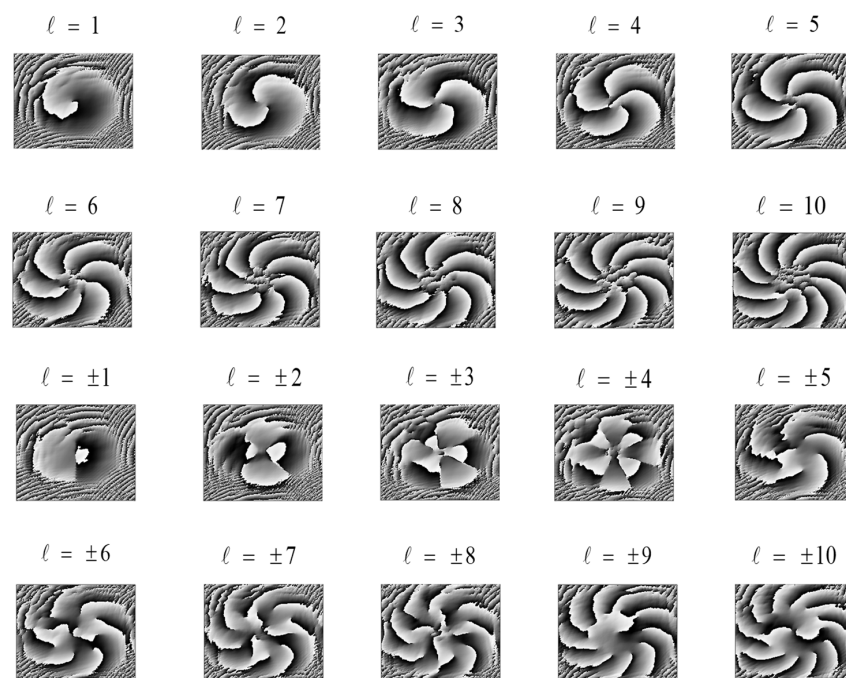 ℓ = 1 ℓ = 2 ℓ = 3 ℓ = 4 ℓ = 5
ℓ = 6 ℓ = 7 ℓ = 8 ℓ = 9 ℓ = 10
ℓ = ±1 ℓ = ±2 ℓ = ±3 ℓ = ±4 ℓ = ±5
ℓ = ±6 ℓ = ±7 ℓ = ±8 ℓ = ±9 ℓ = ±10